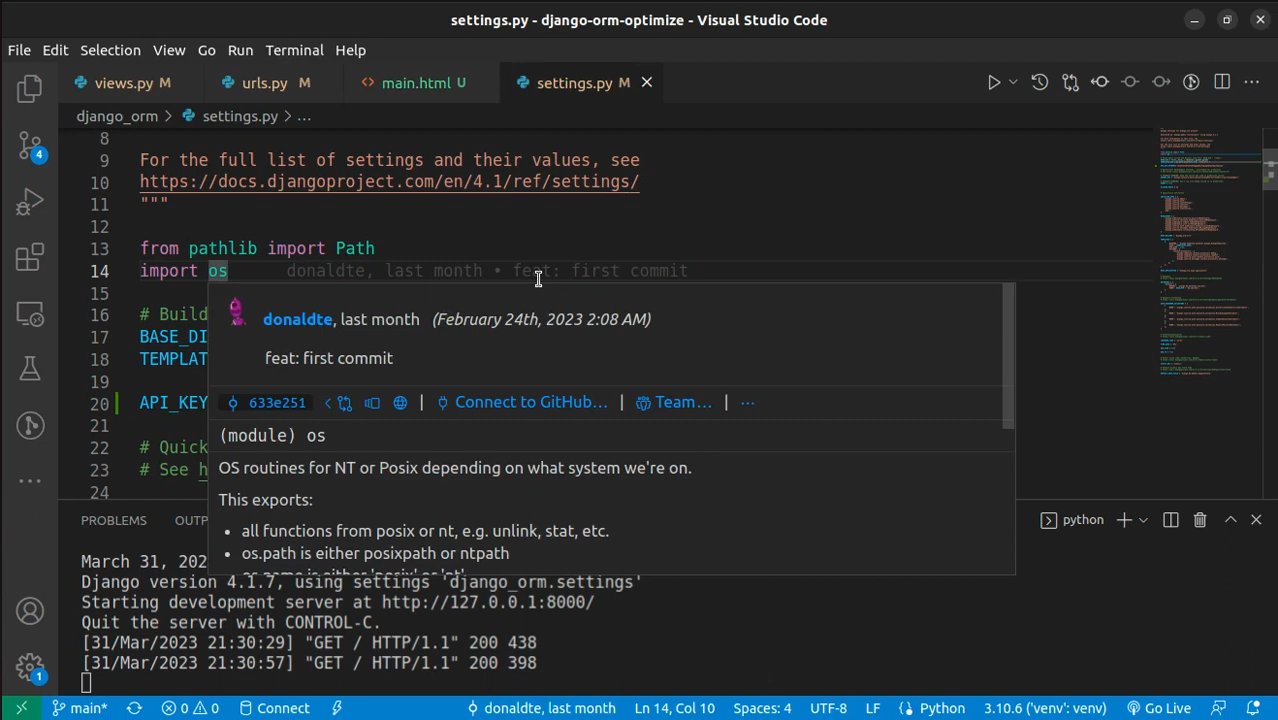 settings.py - django-orm-optimize - Visual Studio Code
File Edit Selection View Go Run Terminal Help
views.py M urls.py M <> main.html U settings.py M
django_orm > settings.py > ...
8
9 For the full list of settings and their values, see
10 https://docs.djangoproject.com/en/4.1/ref/settings/
11 """
12
13 from pathlib import Path
14 import os donaldte, last month • feat: first commit
15
16 # Build
17 BASE_DI
18 TEMPLAT
19
20 API_KEY
21
22 # Quick
23 # See h
24
donaldte, last month (February 24th, 2023 2:08 AM)
feat: first commit
633e251 | Connect to GitHub... | Team... | ...
(module) os
OS routines for NT or Posix depending on what system we're on.
This exports:
• all functions from posix or nt, e.g. unlink, stat, etc.
• os.path is either posixpath or ntpath
4
1
PROBLEMS OUTP python
March 31, 202
Django version 4.1.7, using settings 'django_orm.settings'
Starting development server at http://127.0.0.1:8000/
Quit the server with CONTROL-C.
[31/Mar/2023 21:30:29] "GET / HTTP/1.1" 200 438
[31/Mar/2023 21:30:57] "GET / HTTP/1.1" 200 398
main* 0 0 Connect donaldte, last month Ln 14, Col 10 Spaces: 4 UTF-8 LF Python 3.10.6 ('venv': venv) Go Live